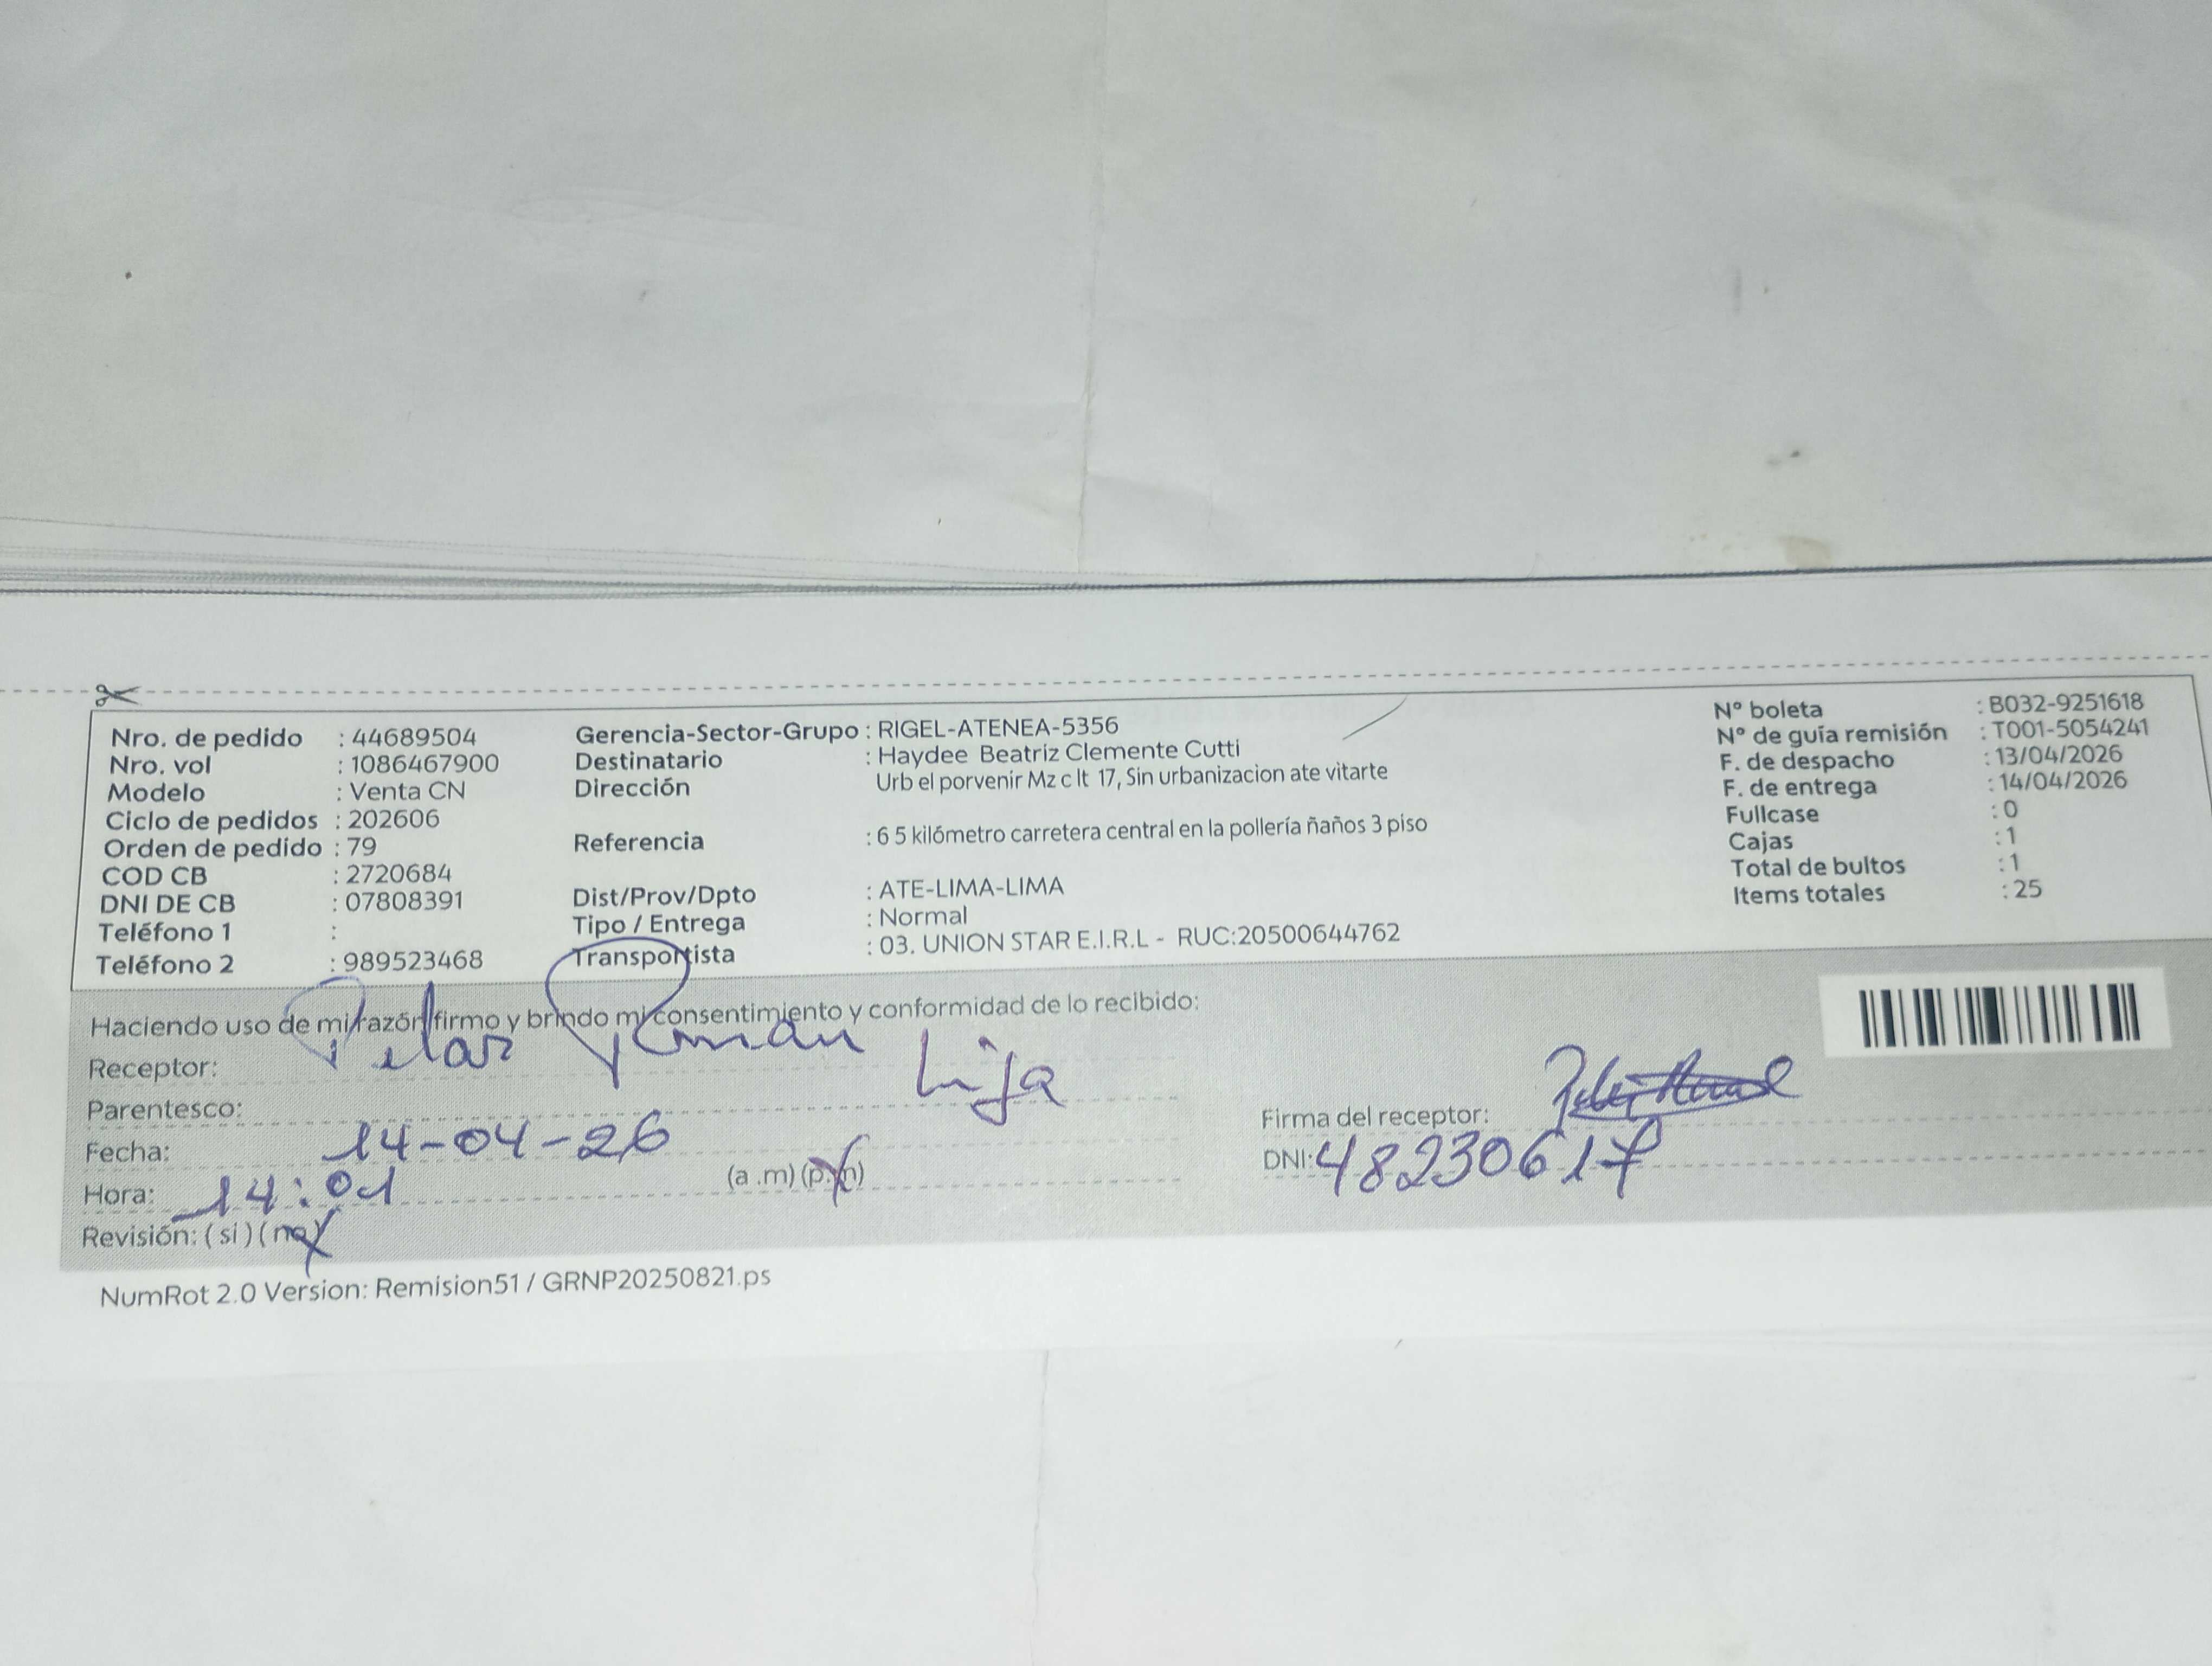 Nro. de pedido : 44689504
Nro. vol : 1086467900
Modelo : Venta CN
Ciclo de pedidos : 202606
Orden de pedido : 79
COD CB : 2720684
DNI DE CB : 07808391
Teléfono 1 :
Teléfono 2 : 989523468
Gerencia-Sector-Grupo : RIGEL-ATENEA-5356
Destinatario : Haydee Beatriz Clemente Cutti
Dirección Urb el porvenir Mz c lt 17, Sin urbanizacion ate vitarte
Referencia : 6 5 kilómetro carretera central en la pollería ñaños 3 piso
Dist/Prov/Dpto : ATE-LIMA-LIMA
Tipo / Entrega : Normal
Transportista : 03. UNION STAR E.I.R.L - RUC:20500644762
N° boleta : B032-9251618
N° de guía remisión : T001-5054241
F. de despacho : 13/04/2026
F. de entrega : 14/04/2026
Fullcase : 0
Cajas : 1
Total de bultos : 1
Items totales : 25
Haciendo uso de mi razón firmo y brindo mi consentimiento y conformidad de lo recibido:
Receptor: Pilar Roman
Parentesco: hija
Fecha: 14-04-26
Hora: 14:01 (a .m) (p.m)
Revisión: ( si ) ( no )
Firma del receptor:
DNI: 48230617
NumRot 2.0 Version: Remision51 / GRNP20250821.ps